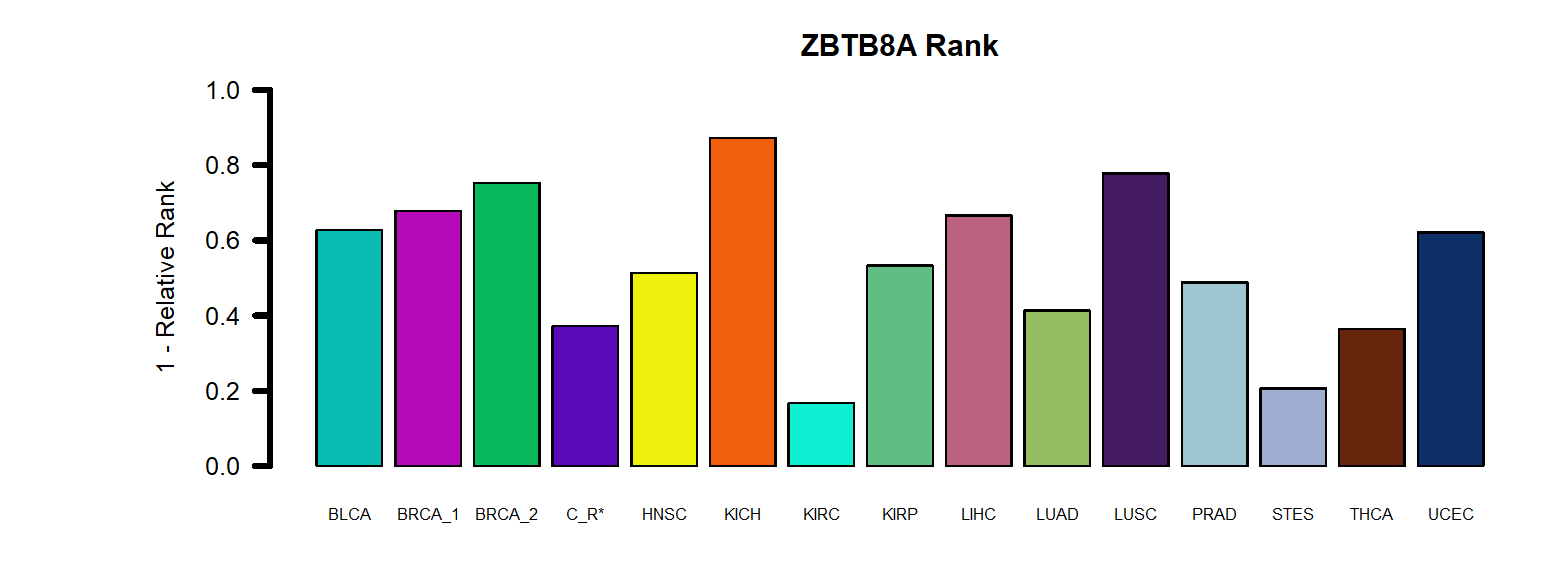 ZBTB8A Rank
1 - Relative Rank
1.0
0.8
0.6
0.4
0.2
0.0
BLCA BRCA_1 BRCA_2 C_R* HNSC KICH KIRC KIRP LIHC LUAD LUSC PRAD STES THCA UCEC